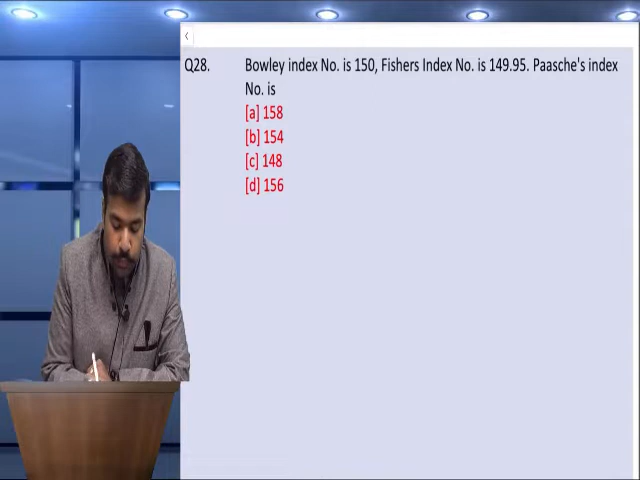 Q28. Bowley index No. is 150, Fishers Index No. is 149.95. Paasche's index
No. is
[a] 158
[b] 154
[c] 148
[d] 156